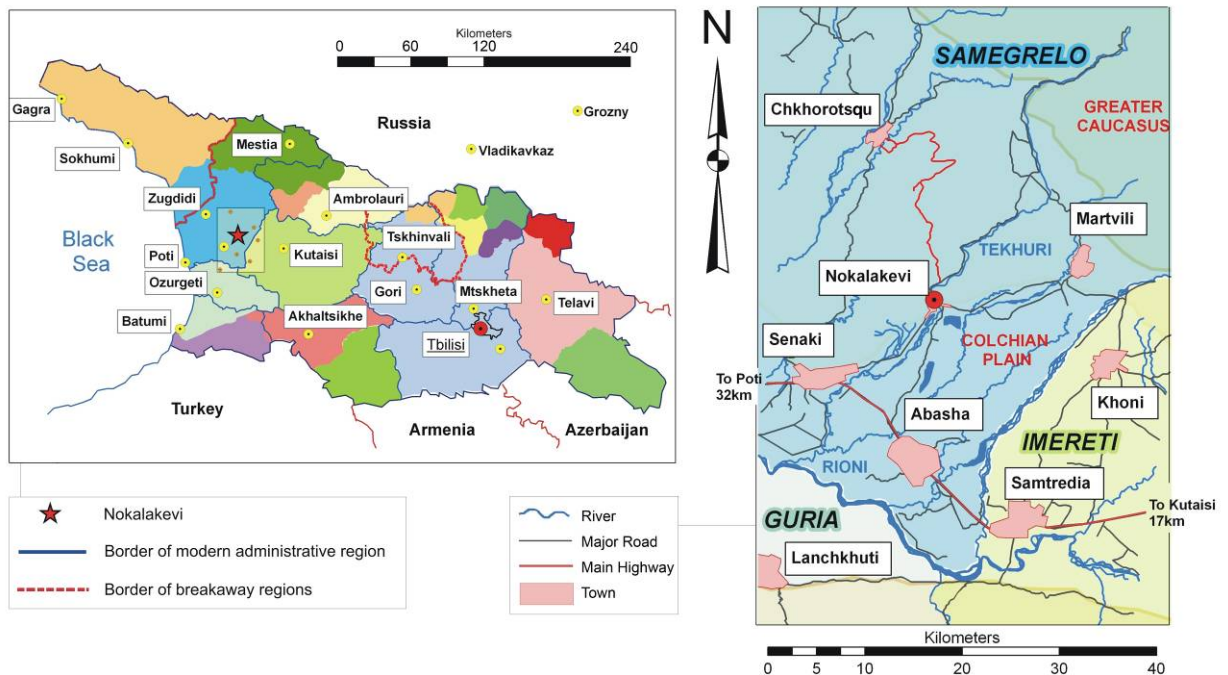 Kilometers
0 60 120 240
Gagra
Sokhumi
Mestia
Russia
Grozny
Vladikavkaz
Zugdidi
Ambrolauri
Black
Sea
Poti
Kutaisi
Tskhinvali
Ozurgeti
Gori
Mtskheta
Telavi
Batumi
Akhaltsikhe
Tbilisi
Turkey
Armenia
Azerbaijan
Nokalakevi
Border of modern administrative region
Border of breakaway regions
River
Major Road
Main Highway
Town
N
SAMEGRELO
Chkhorotsqu
GREATER
CAUCASUS
Martvili
TEKHURI
Nokalakevi
Senaki
COLCHIAN
PLAIN
To Poti
32km
Khoni
Abasha
IMERETI
RIONI
Samtredia
To Kutaisi
17km
GURIA
Lanchkhuti
Kilometers
0 5 10 20 30 40